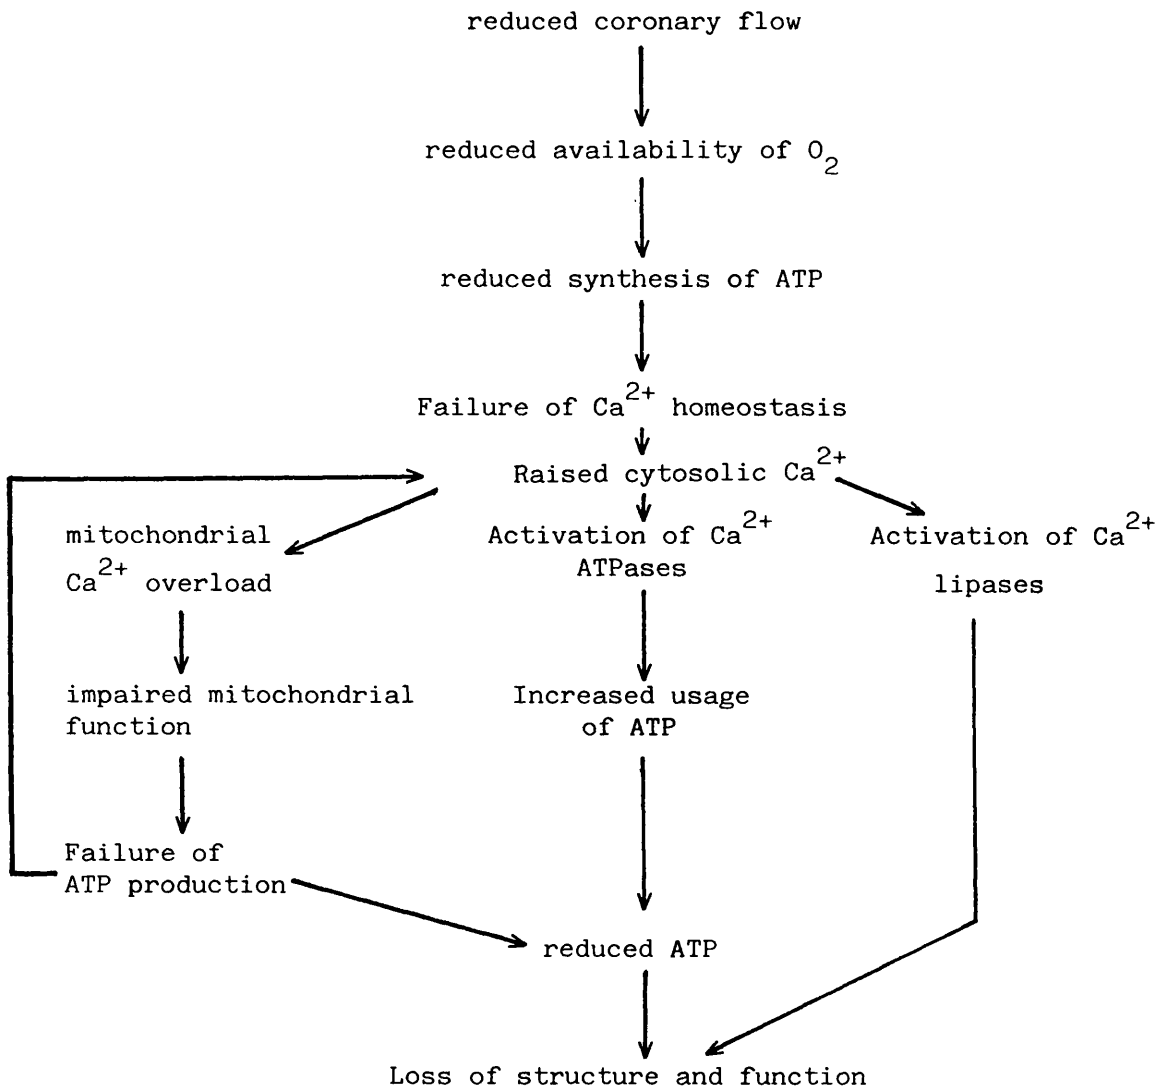 reduced coronary flow
reduced availability of O2
reduced synthesis of ATP
Failure of Ca2+ homeostasis
Raised cytosolic Ca2+
mitochondrial
Ca2+ overload
Activation of Ca2+
ATPases
Activation of Ca2+
lipases
impaired mitochondrial
function
Increased usage
of ATP
Failure of
ATP production
reduced ATP
Loss of structure and function